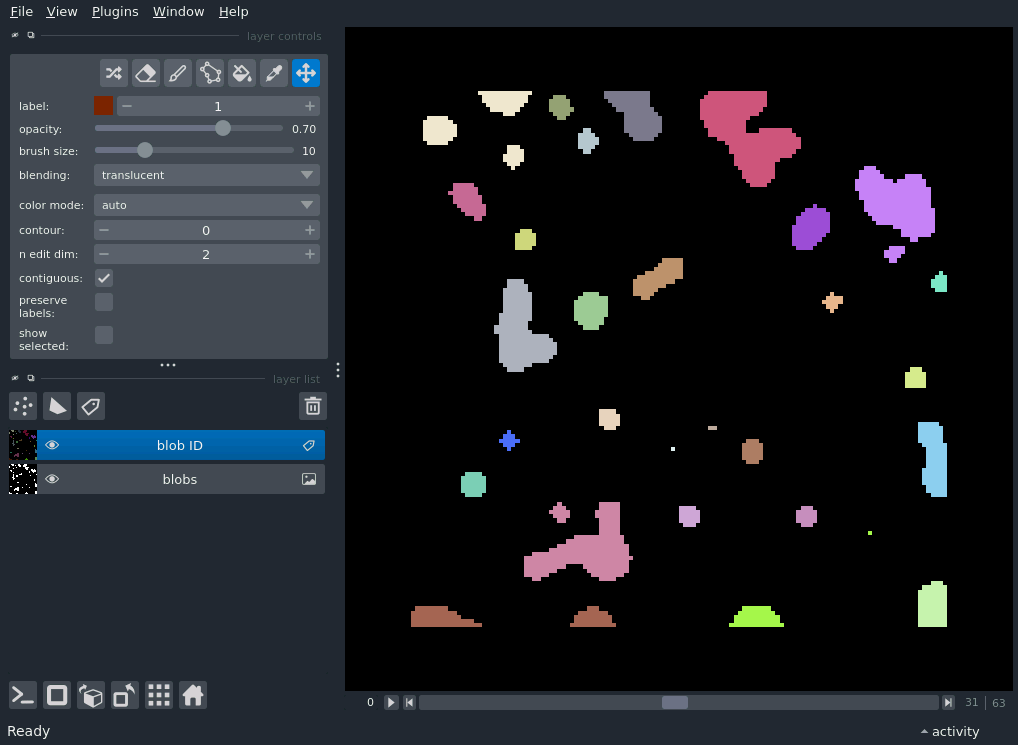 File View Plugins Window Help
layer controls
label: 1
opacity: 0.70
brush size: 10
blending: translucent
color mode: auto
contour: 0
n edit dim: 2
contiguous:
preserve
labels:
show
selected:
layer list
blob ID
blobs
0 31 63
Ready activity